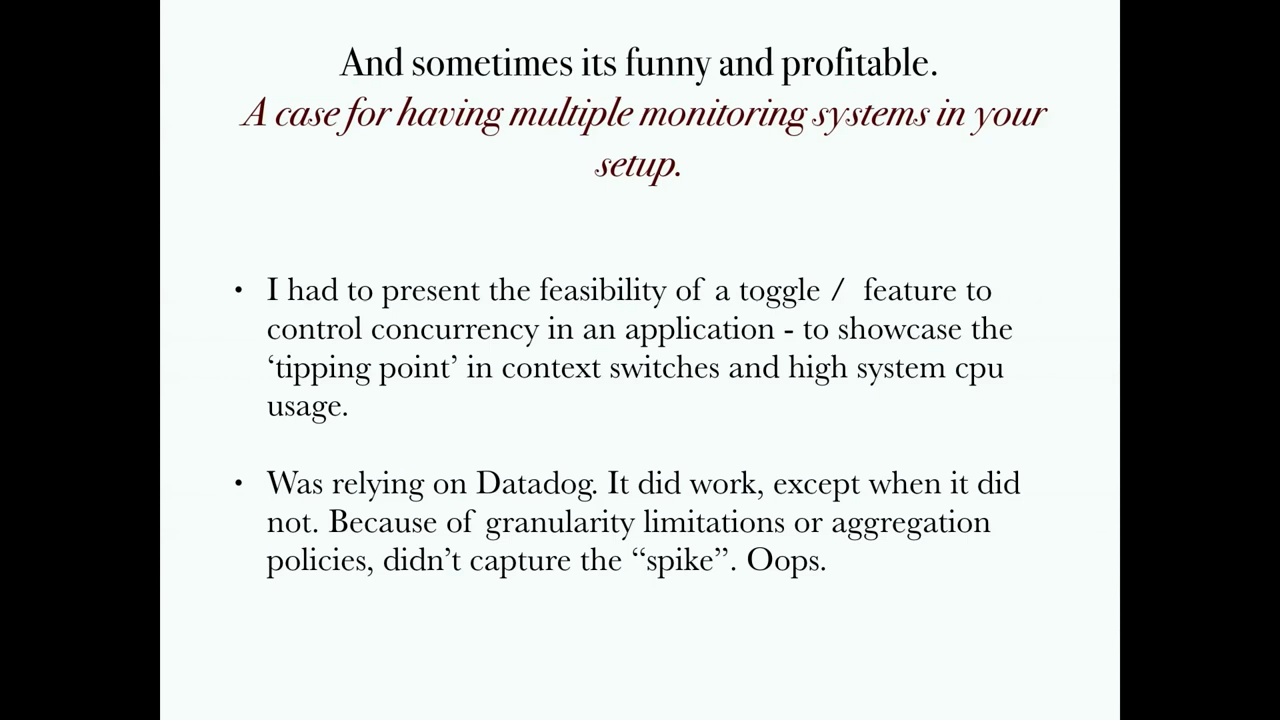 And sometimes its funny and profitable.
A case for having multiple monitoring systems in your
setup.
• I had to present the feasibility of a toggle / feature to
control concurrency in an application - to showcase the
‘tipping point’ in context switches and high system cpu
usage.
• Was relying on Datadog. It did work, except when it did
not. Because of granularity limitations or aggregation
policies, didn’t capture the “spike”. Oops.